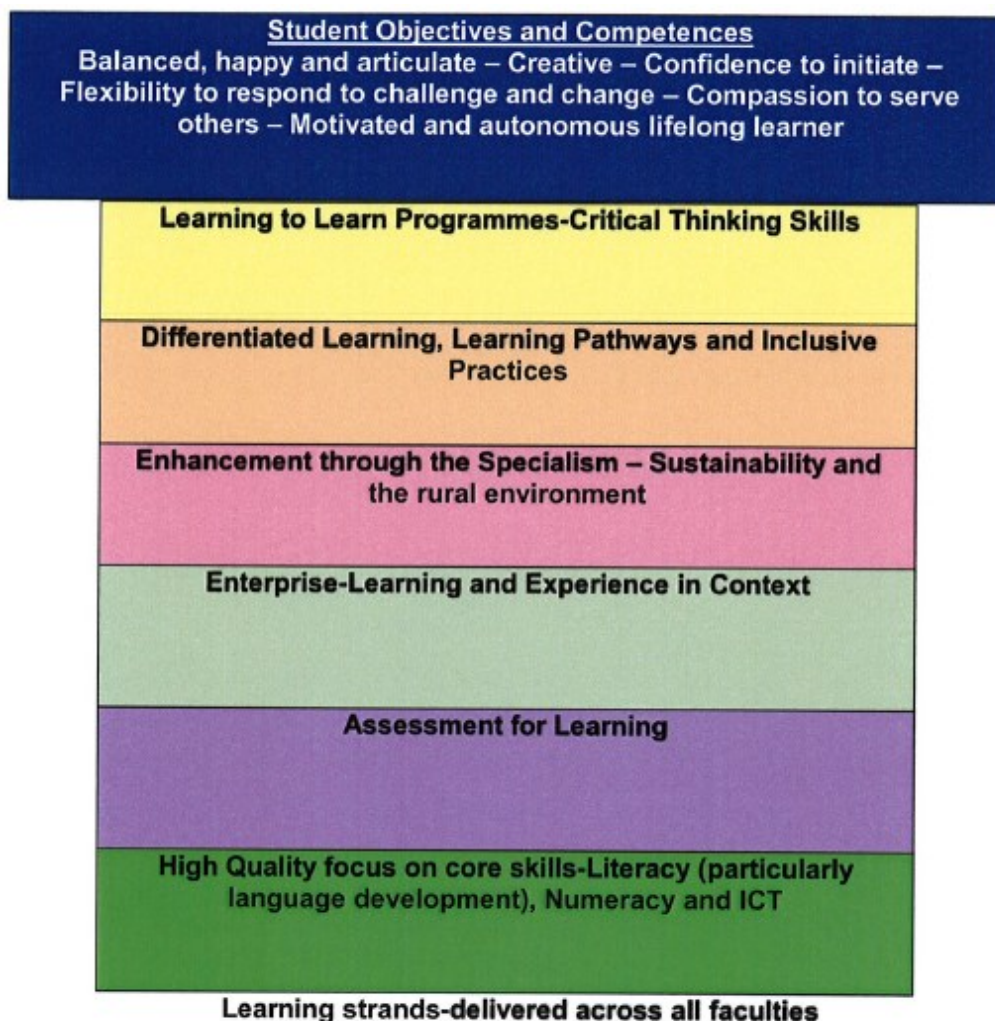 Student Objectives and Competences
Balanced, happy and articulate – Creative – Confidence to initiate –
Flexibility to respond to challenge and change – Compassion to serve
others – Motivated and autonomous lifelong learner
Learning to Learn Programmes-Critical Thinking Skills
Differentiated Learning, Learning Pathways and Inclusive
Practices
Enhancement through the Specialism – Sustainability and
the rural environment
Enterprise-Learning and Experience in Context
Assessment for Learning
High Quality focus on core skills-Literacy (particularly
language development), Numeracy and ICT
Learning strands-delivered across all faculties